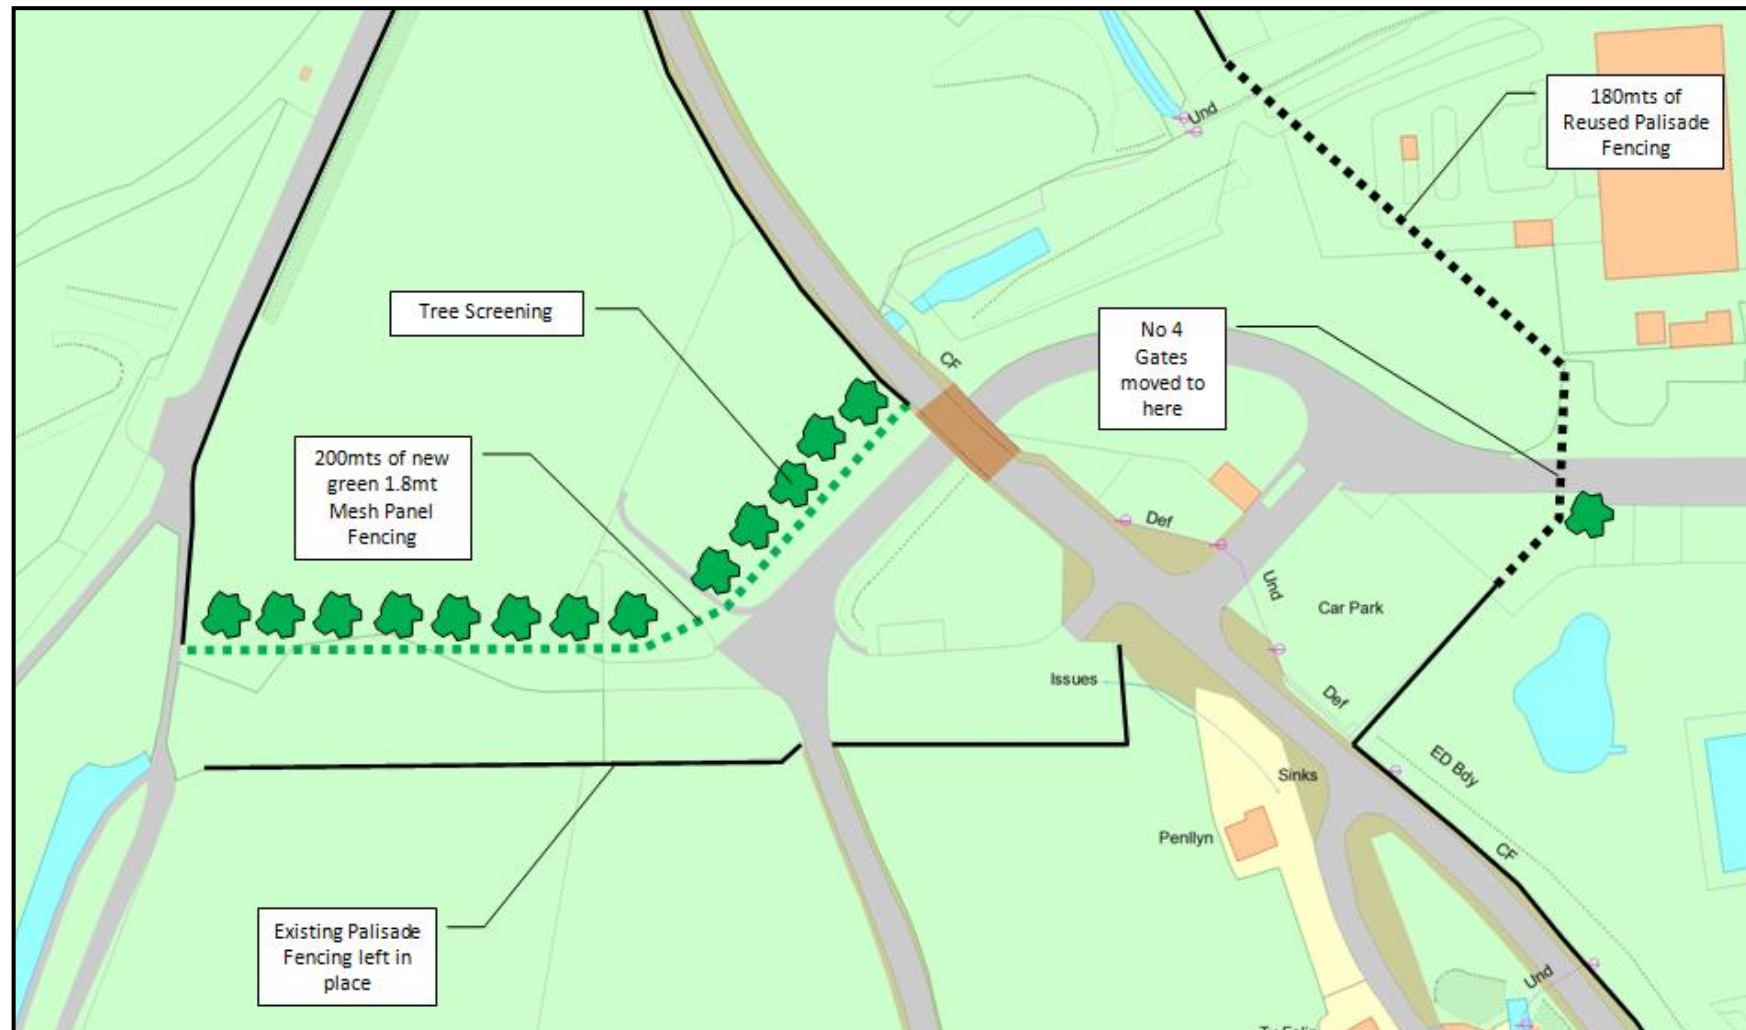 180mts of
Reused Palisade
Fencing
Und
Tree Screening
No 4
Gates
moved to
here
CF
200mts of new
green 1.8mt
Mesh Panel
Fencing
Def
Und
Car Park
Issues
Def
ED Bdy
Sinks
Penllyn
CF
Existing Palisade
Fencing left in
place
Und